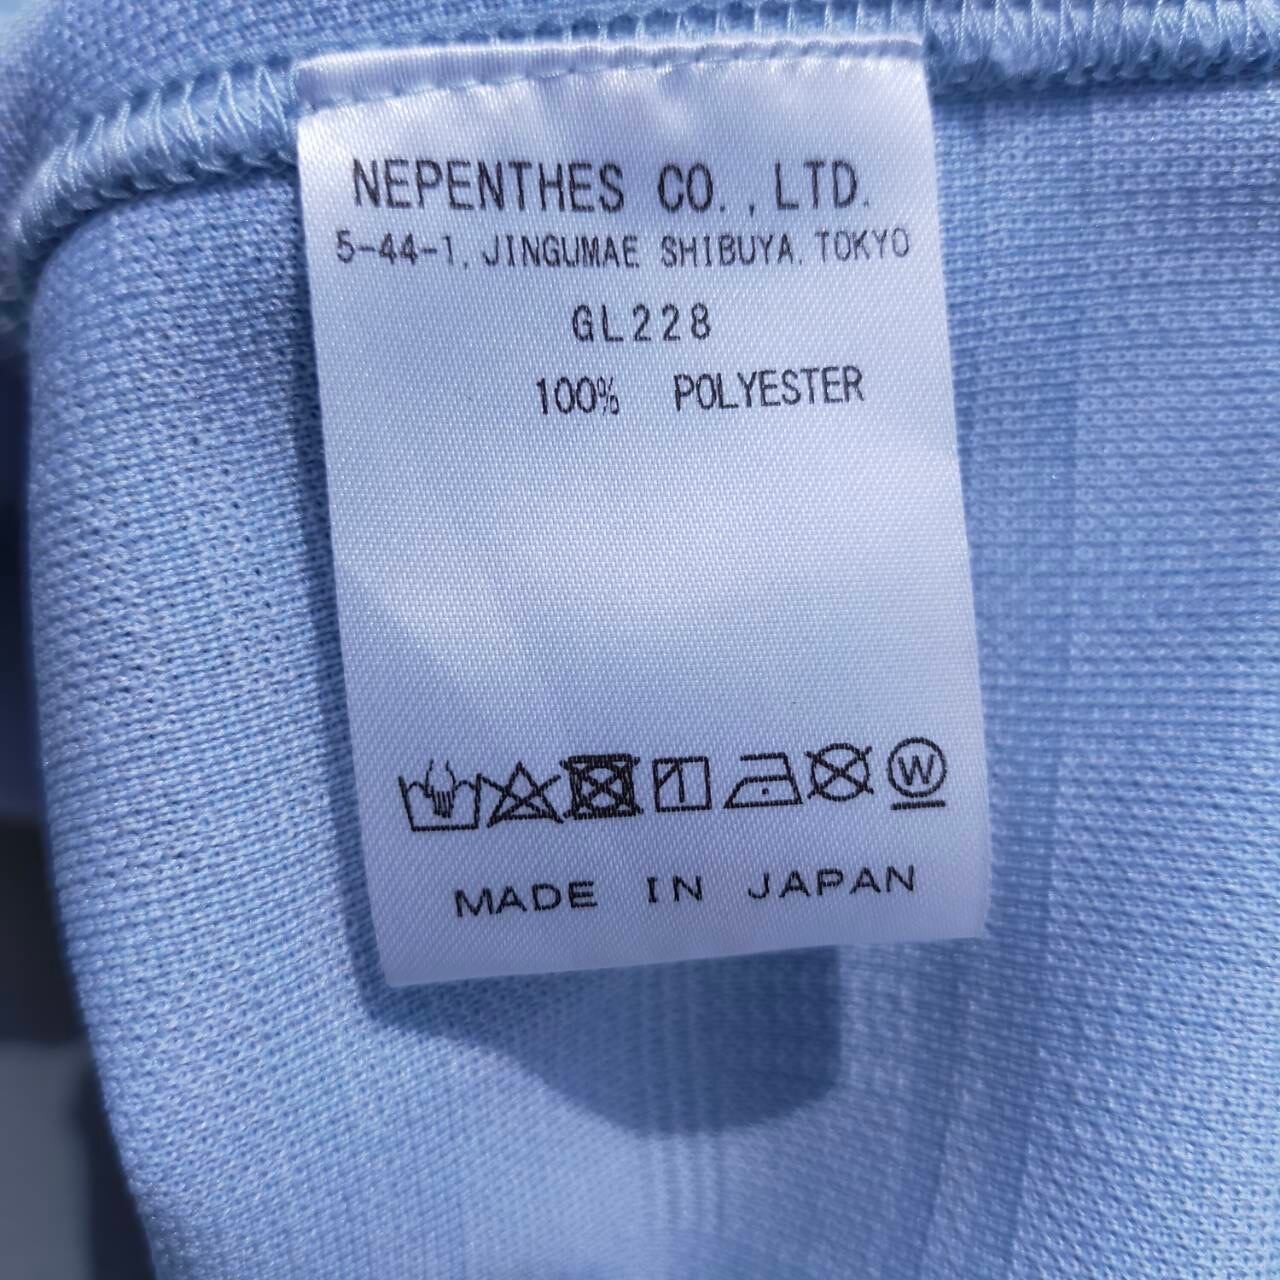 NEPENTHES CO., LTD.
5-44-1, JINGUMAE SHIBUYA, TOKYO
GL228
100% POLYESTER
W
MADE IN JAPAN